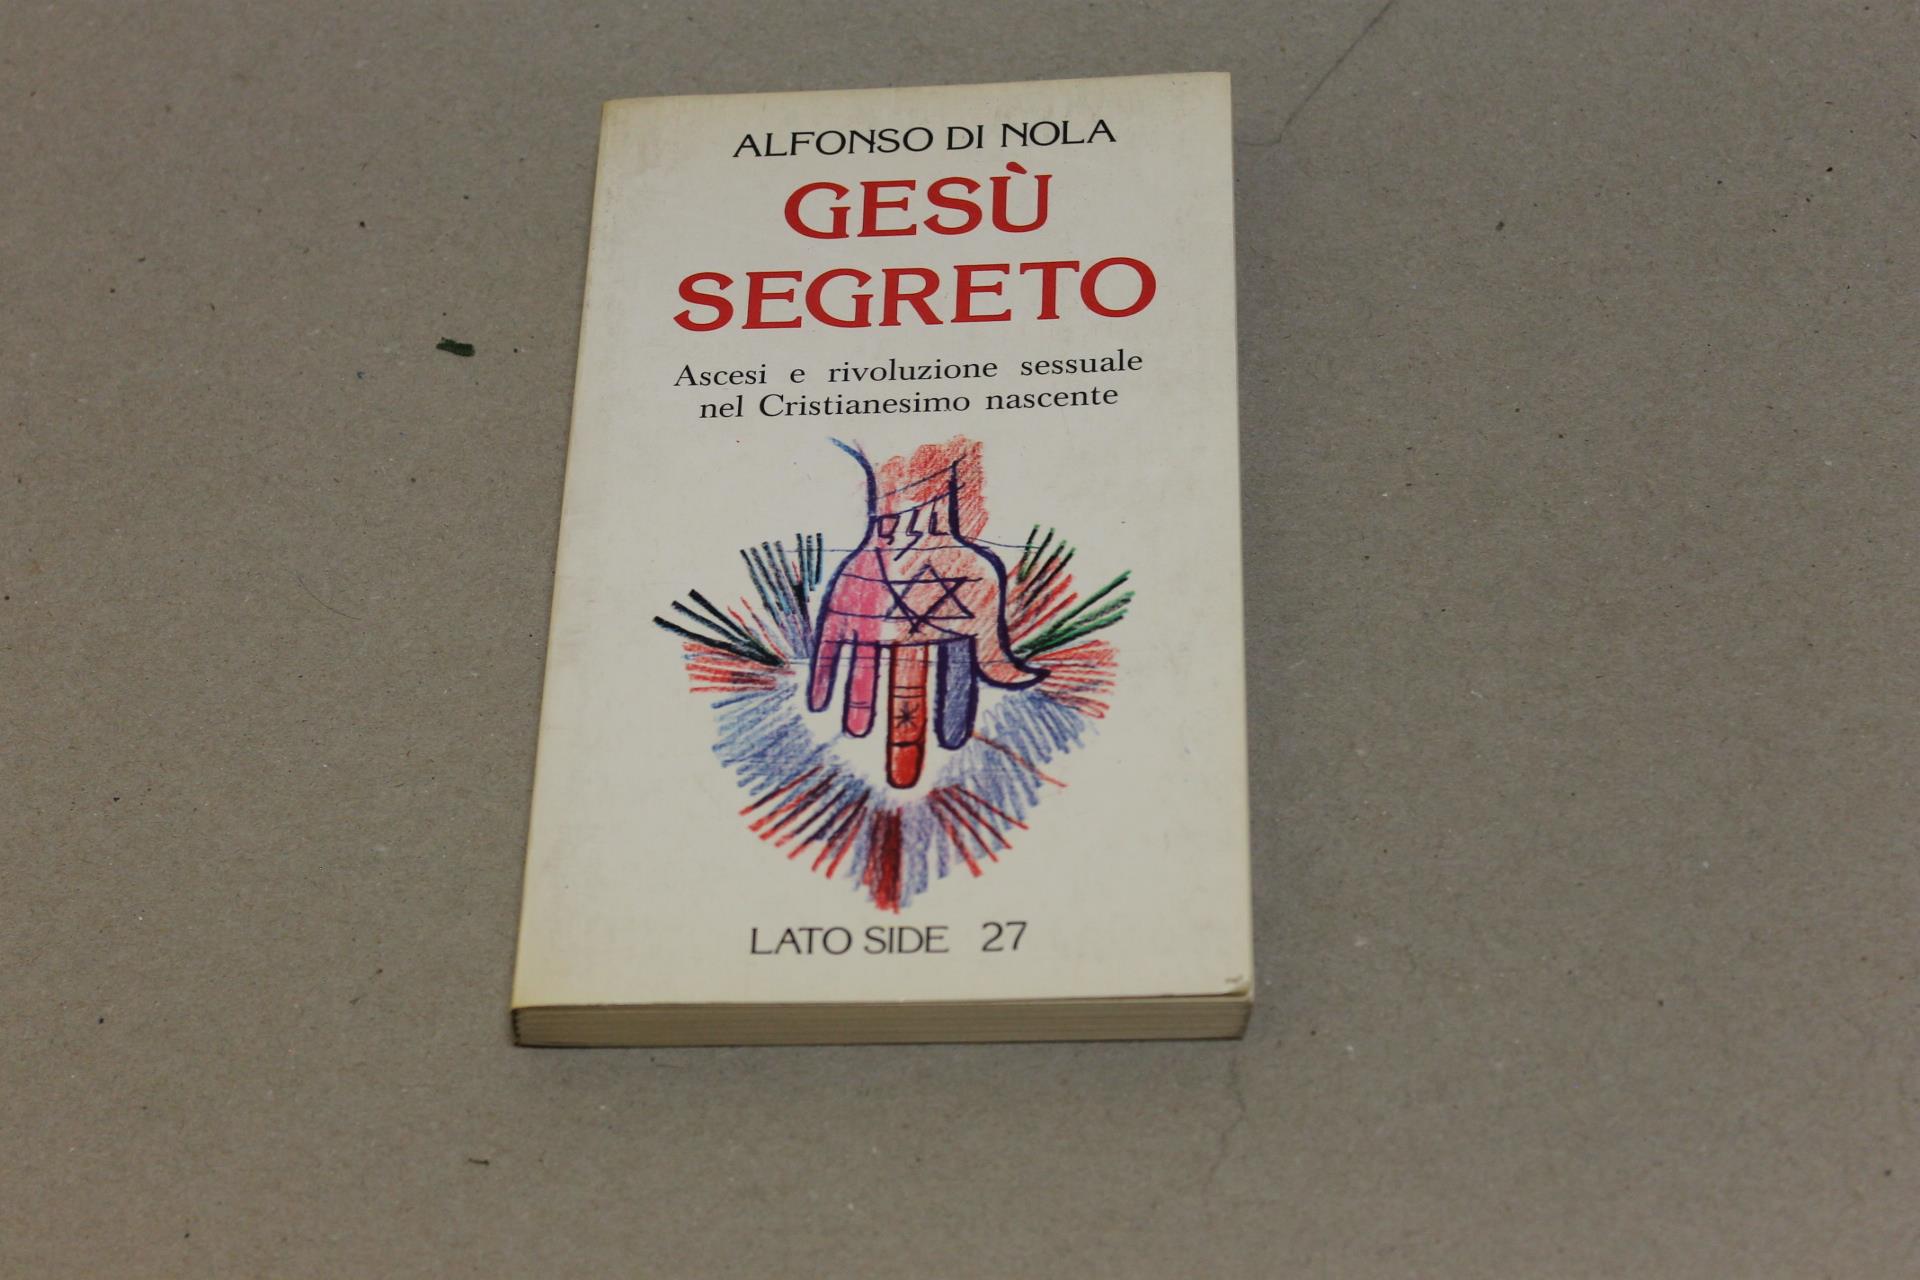 ALFONSO DI NOLA
GESÙ
SEGRETO
Ascesi e rivoluzione sessuale
nel Cristianesimo nascente
LATO SIDE 27